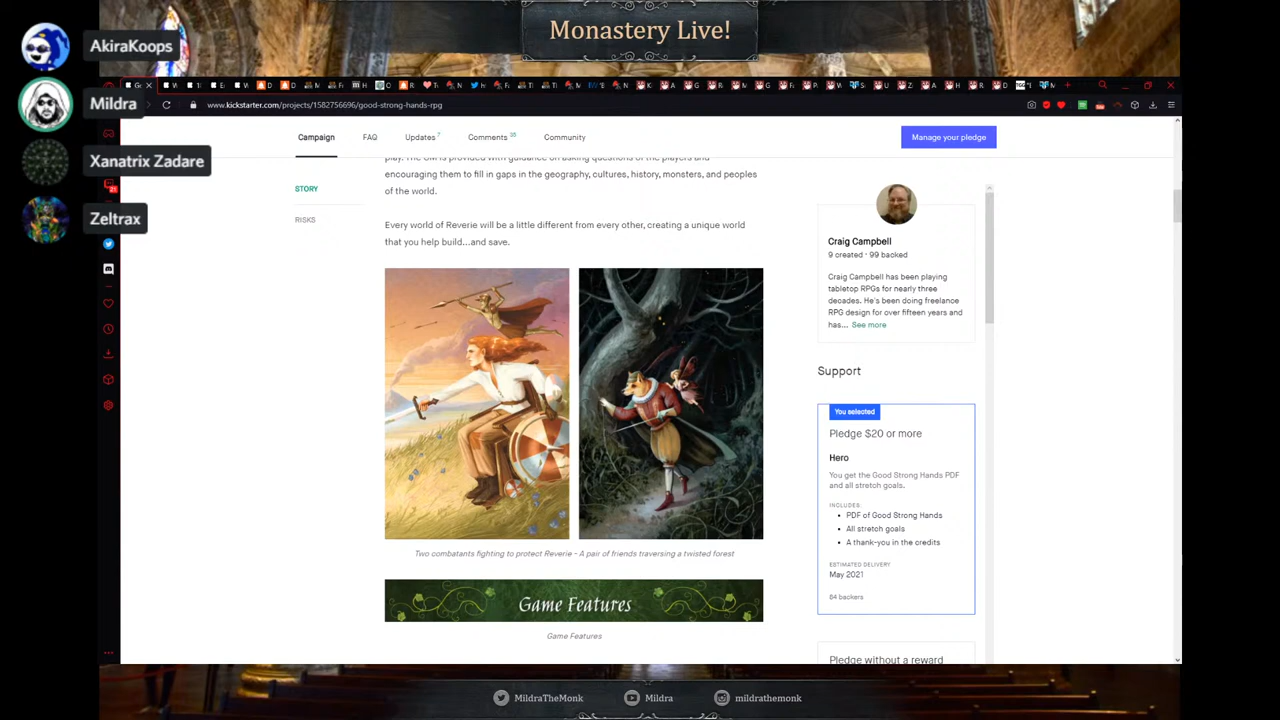 Monastery Live!
AkiraKoops
Mildra
Xanatrix Zadare
Zeltrax
www.kickstarter.com/projects/1582756696/good-strong-hands-rpg
Campaign FAQ Updates 7 Comments 35 Community
Manage your pledge
STORY
RISKS
play. The GM is provided with guidance on asking questions of the players and
encouraging them to fill in gaps in the geography, cultures, history, monsters, and peoples
of the world.
Every world of Reverie will be a little different from every other, creating a unique world
that you help build...and save.
Two combatants fighting to protect Reverie - A pair of friends traversing a twisted forest
Game Features
Game Features
Craig Campbell
9 created · 99 backed
Craig Campbell has been playing
tabletop RPGs for nearly three
decades. He's been doing freelance
RPG design for over fifteen years and
has... See more
Support
You selected
Pledge $20 or more
Hero
You get the Good Strong Hands PDF
and all stretch goals.
INCLUDES:
• PDF of Good Strong Hands
• All stretch goals
• A thank-you in the credits
ESTIMATED DELIVERY
May 2021
64 backers
Pledge without a reward
MildraTheMonk Mildra mildrathemonk